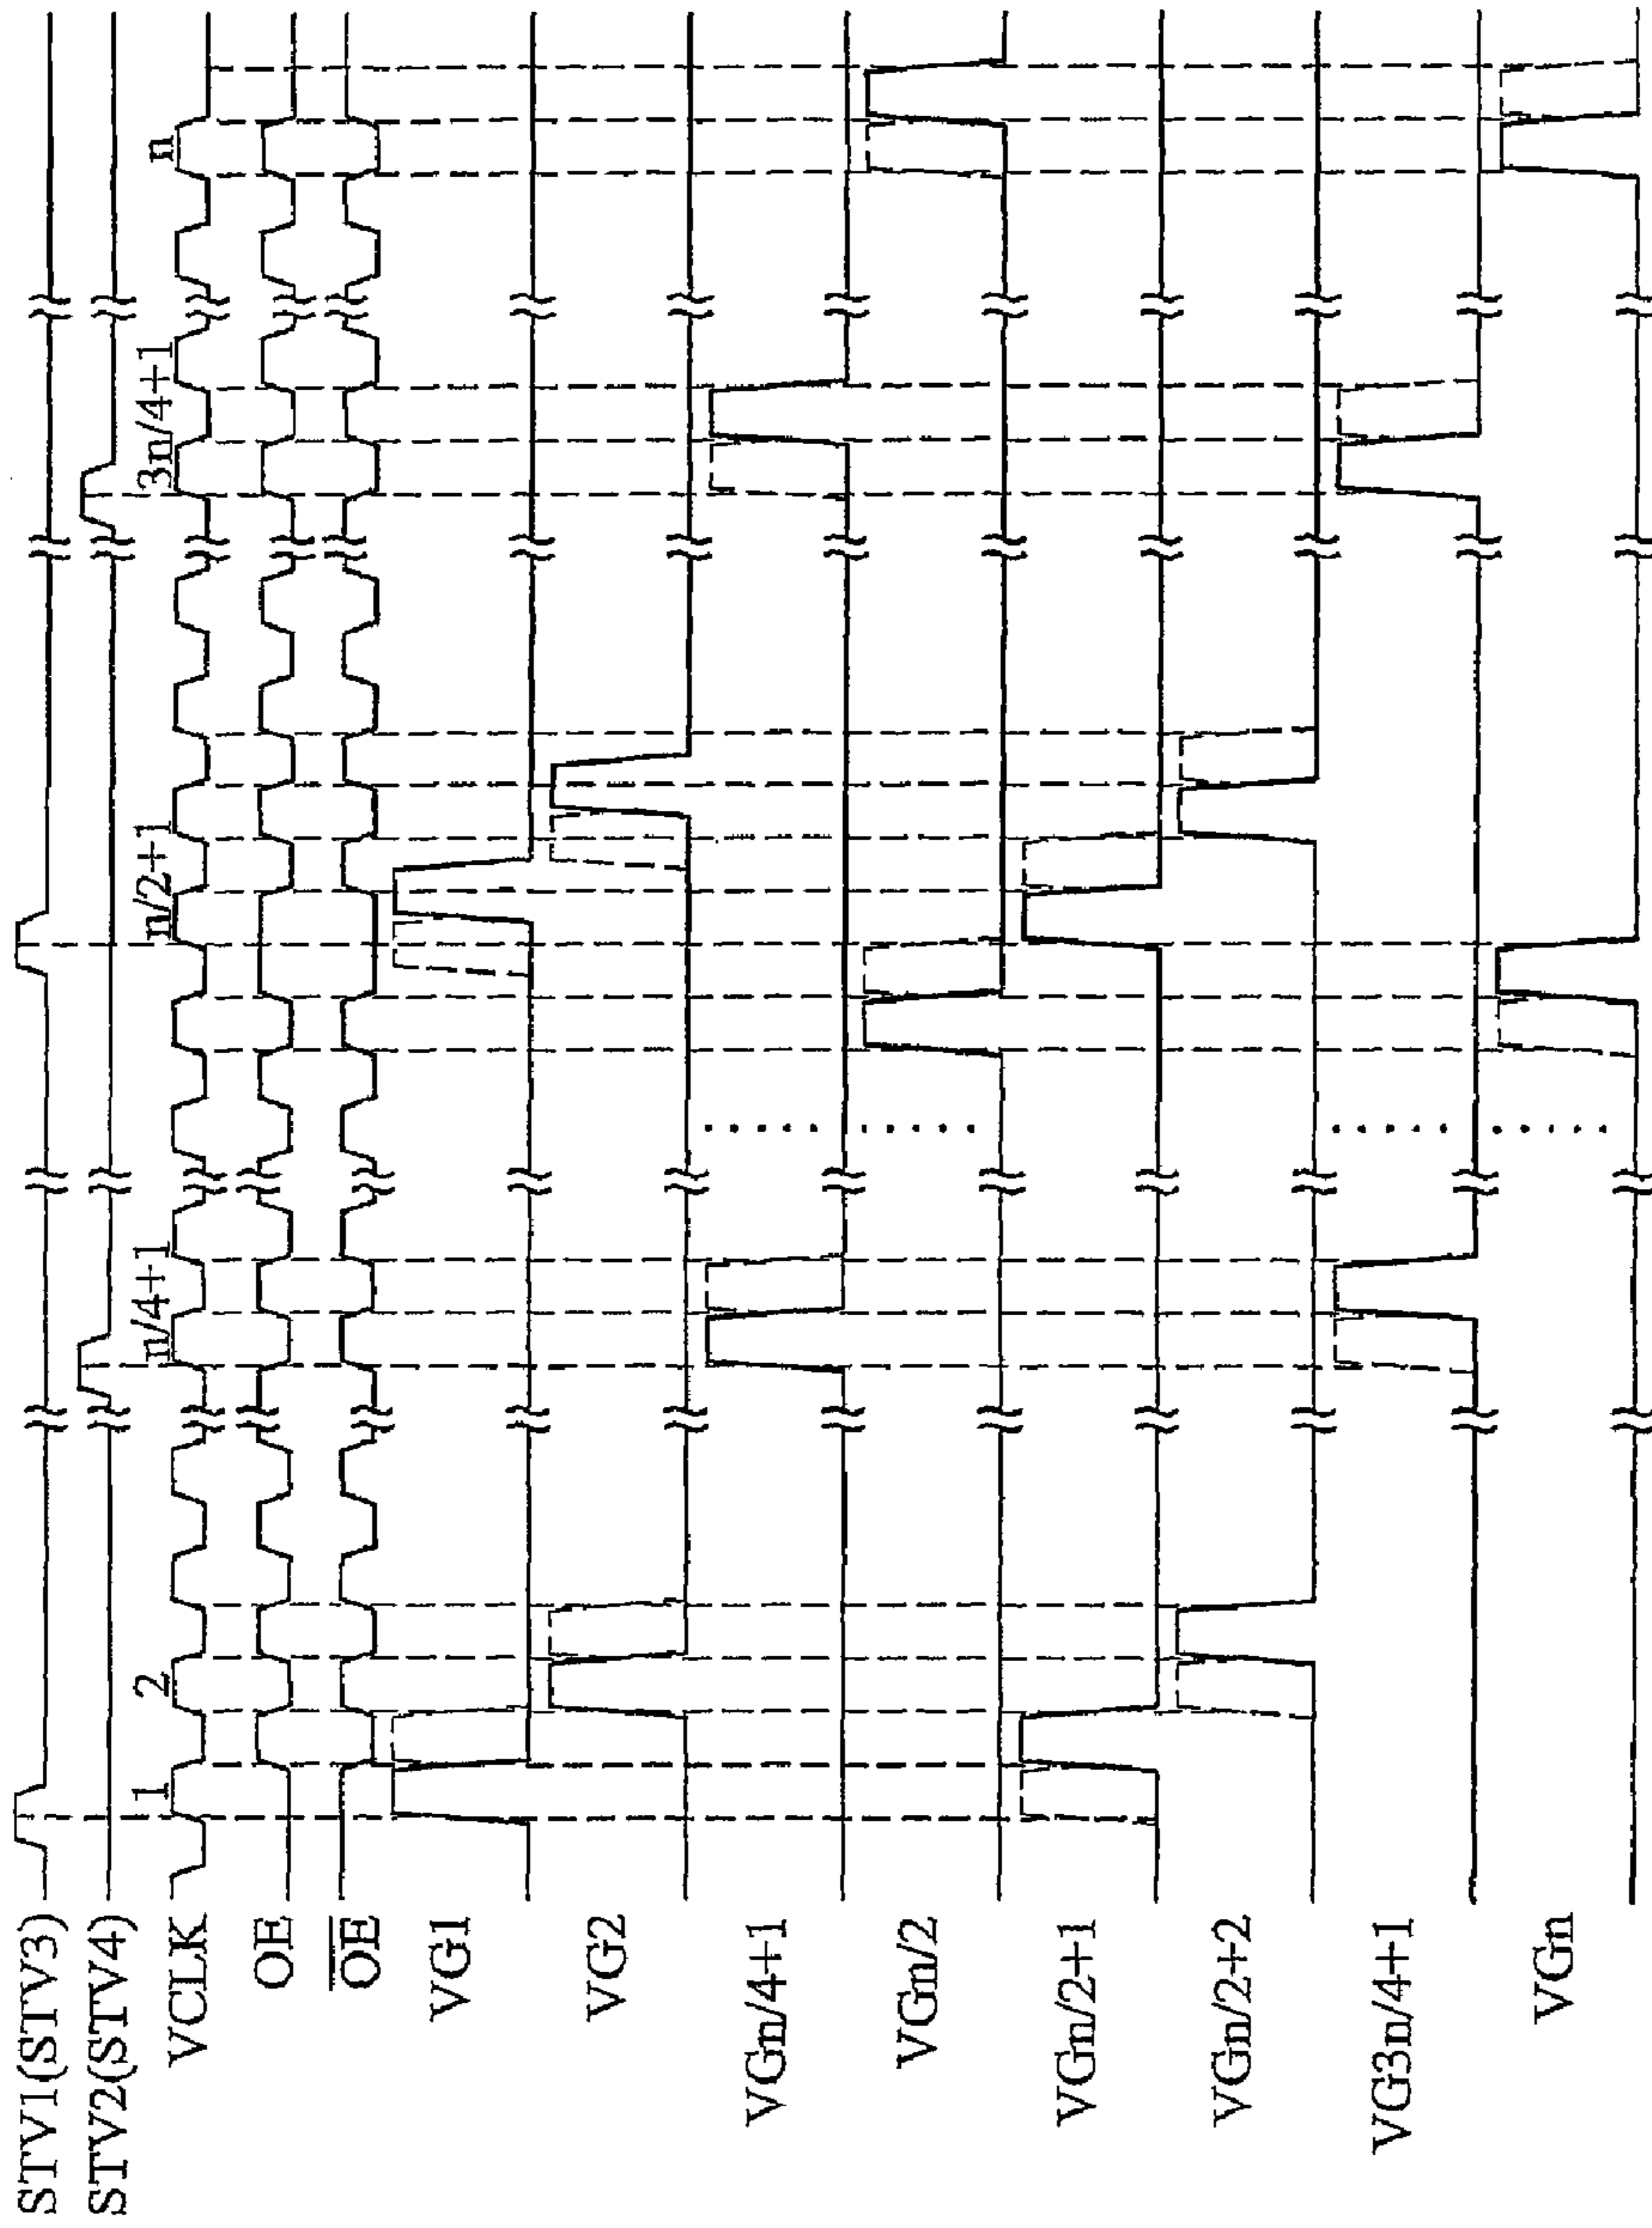 STV1(STV3)
STV2(STV4)
VCLK
1
2
n/4+1
n/2+1
3n/4+1
n
OE
O̅E̅
VG1
VG2
VGn/4+1
VGn/2
VGn/2+1
VGn/2+2
VG3n/4+1
VGn